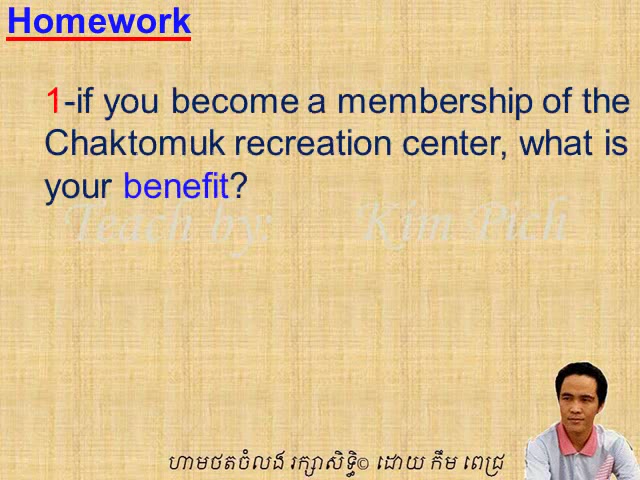 Homework
1-if you become a membership of the
Chaktomuk recreation center, what is
your benefit?
Teach by: Kim Pich
ហាមថតចំលង រក្សាសិទ្ធិ© ដោយ កឹម ពេជ្រ